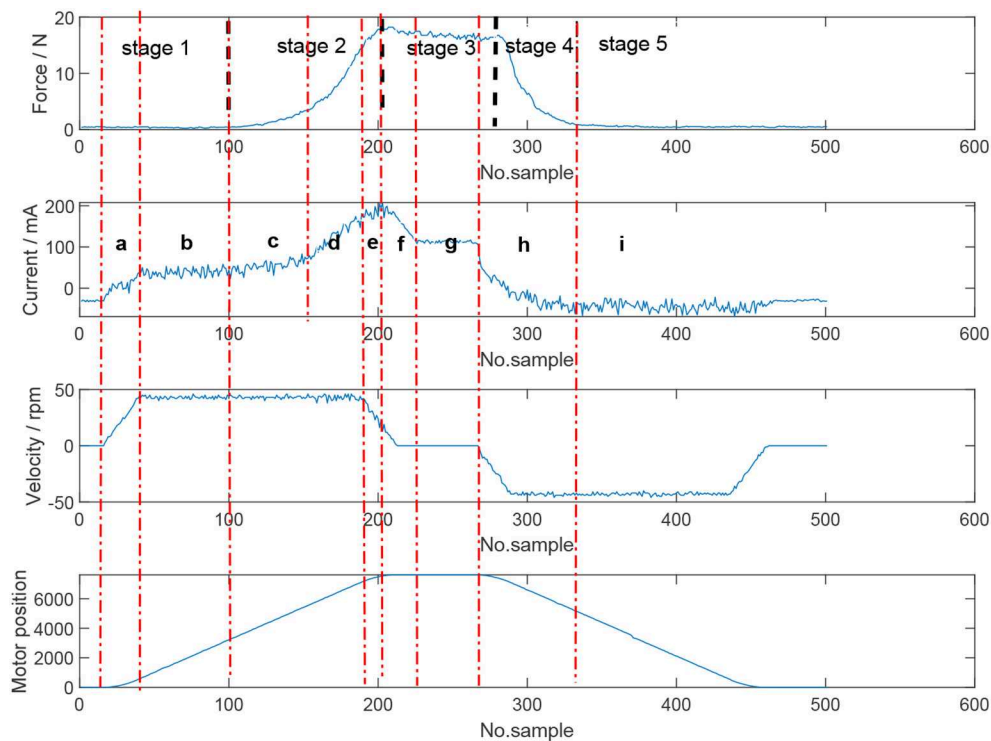 20
stage 1
stage 2
stage 3
stage 4
stage 5
10
0
Force / N
0
100
200
300
400
500
600
No.sample
200
100
0
Current / mA
a
b
c
d
e
f
g
h
i
0
100
200
300
400
500
600
No.sample
50
0
-50
Velocity / rpm
0
100
200
300
400
500
600
No.sample
6000
4000
2000
0
Motor position
0
100
200
300
400
500
600
No.sample